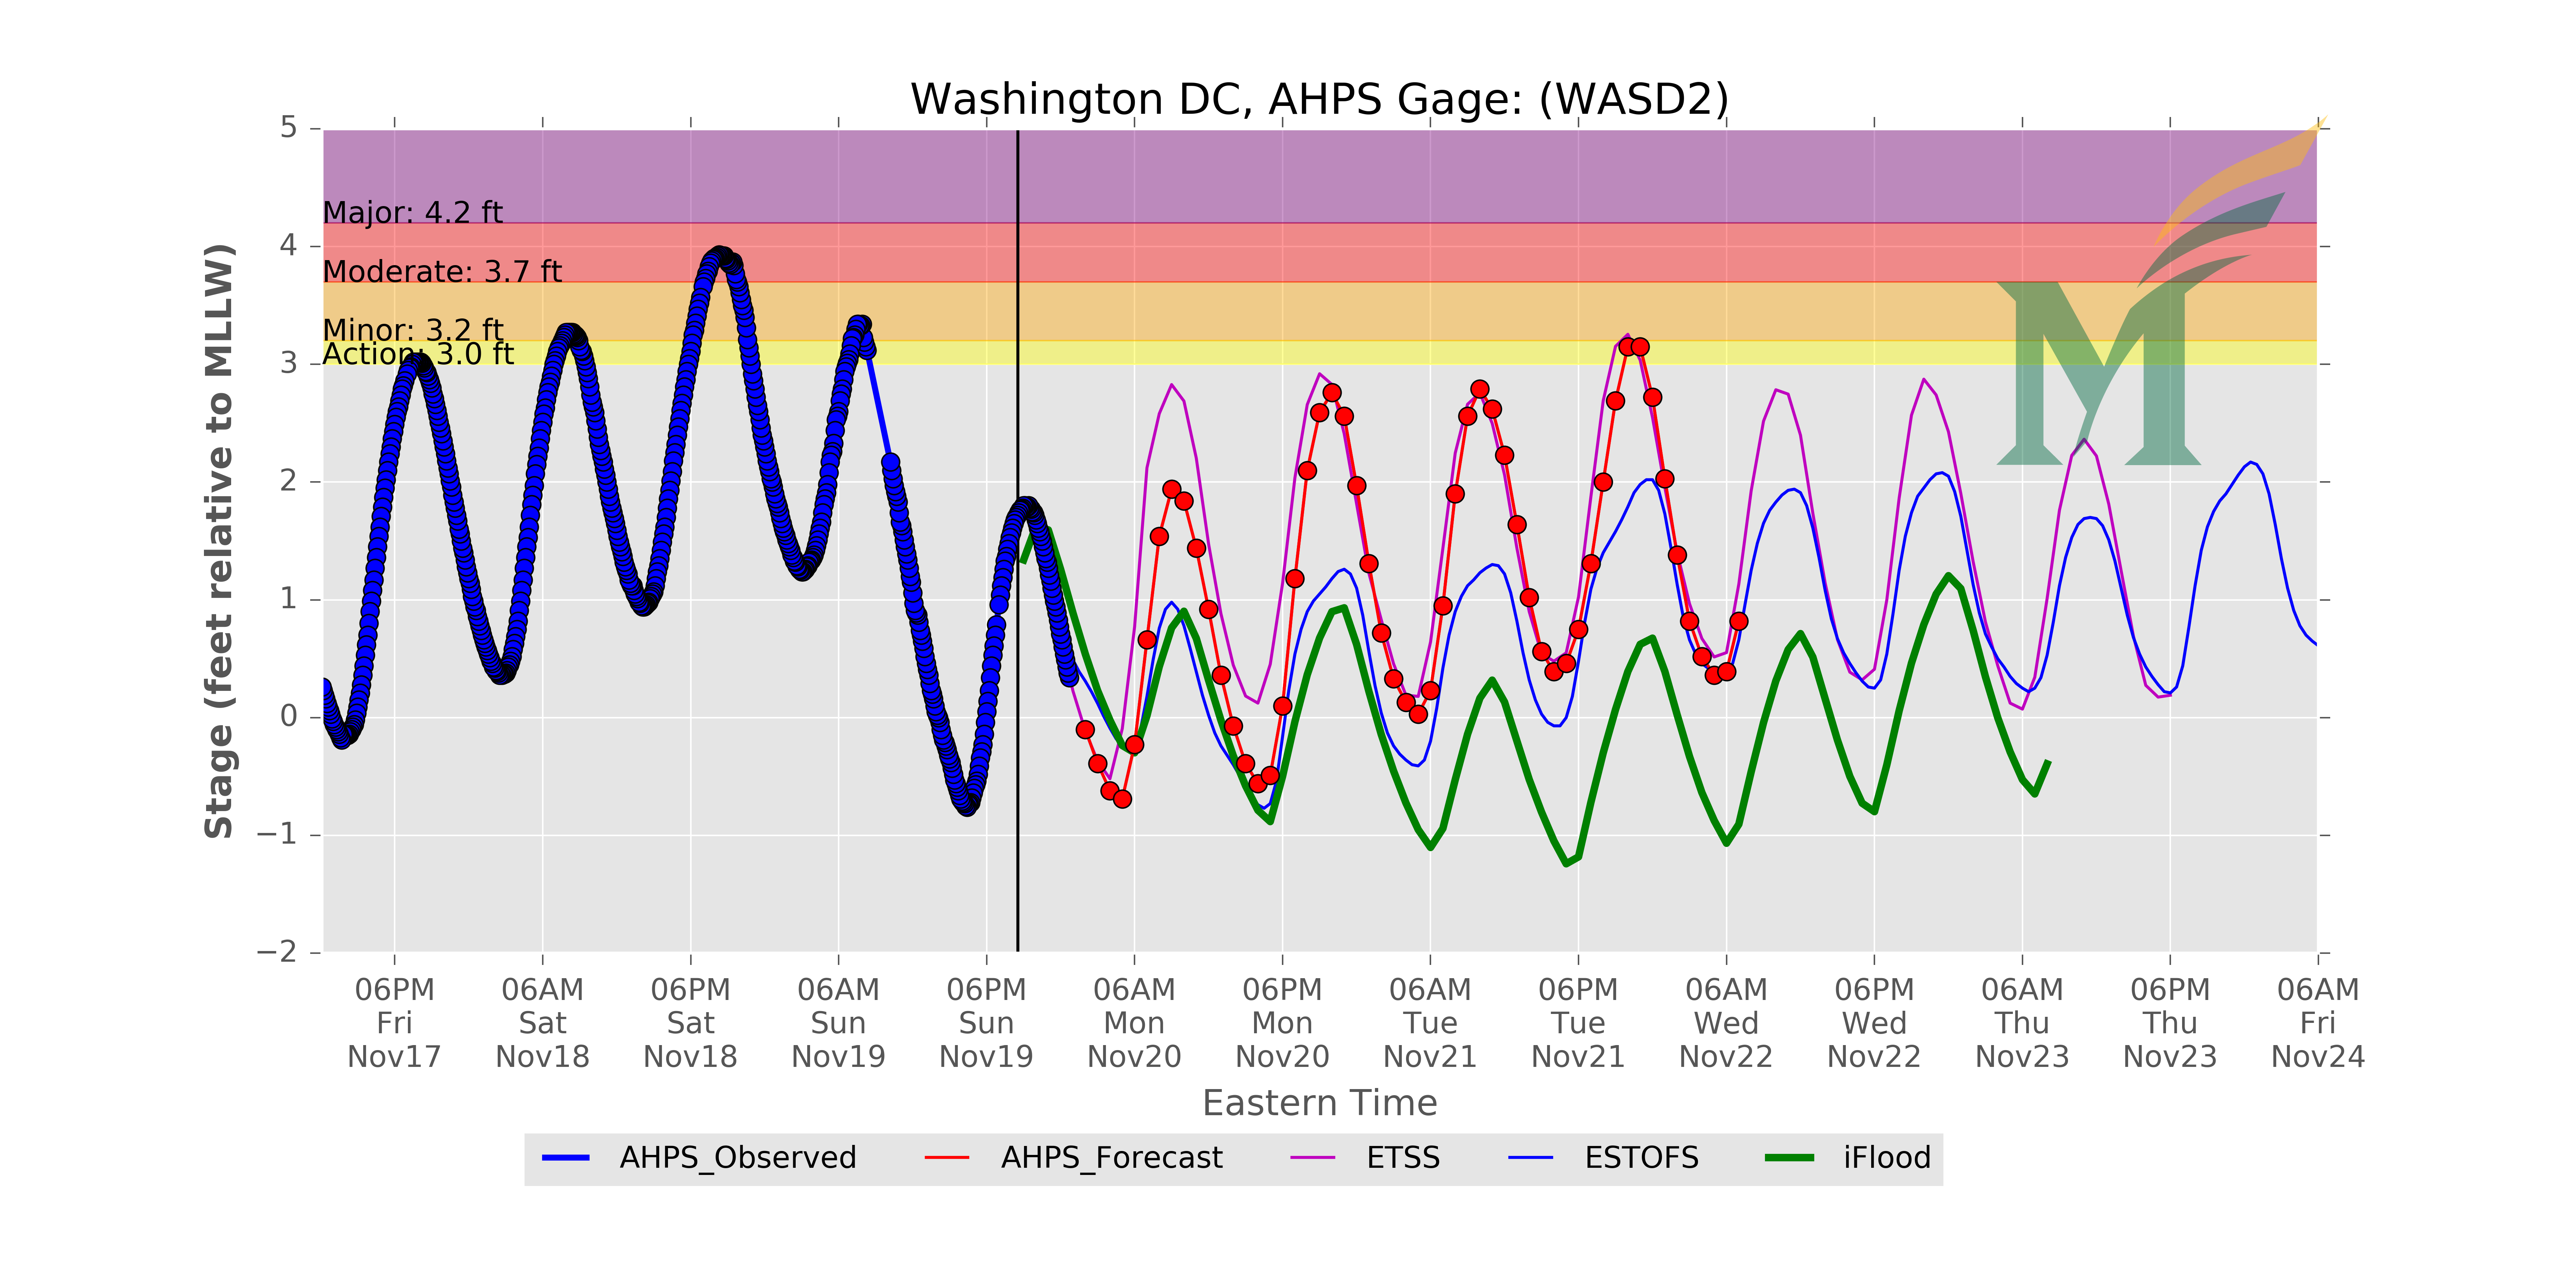 Washington DC, AHPS Gage: (WASD2)
5
4
3
2
1
0
−1
−2
Stage (feet relative to MLLW)
Major: 4.2 ft
Moderate: 3.7 ft
Minor: 3.2 ft
Action: 3.0 ft
M
06PM 06AM 06PM 06AM 06PM 06AM 06PM 06AM 06PM 06AM 06PM 06AM 06PM 06AM
Fri Sat Sat Sun Sun Mon Mon Tue Tue Wed Wed Thu Thu Fri
Nov17 Nov18 Nov18 Nov19 Nov19 Nov20 Nov20 Nov21 Nov21 Nov22 Nov22 Nov23 Nov23 Nov24
Eastern Time
AHPS_Observed AHPS_Forecast ETSS ESTOFS iFlood